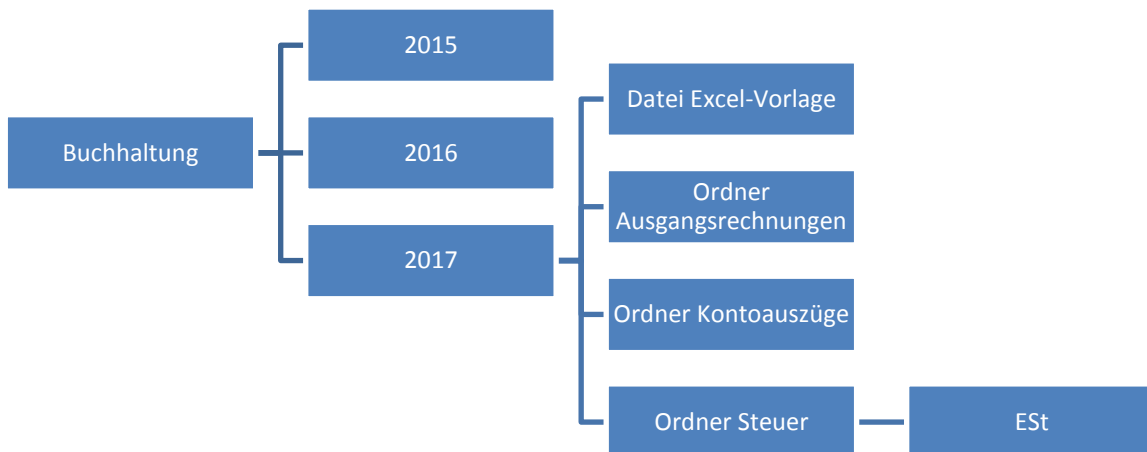 Buchhaltung
2015
2016
2017
Datei Excel-Vorlage
Ordner
Ausgangsrechnungen
Ordner Kontoauszüge
Ordner Steuer
ESt